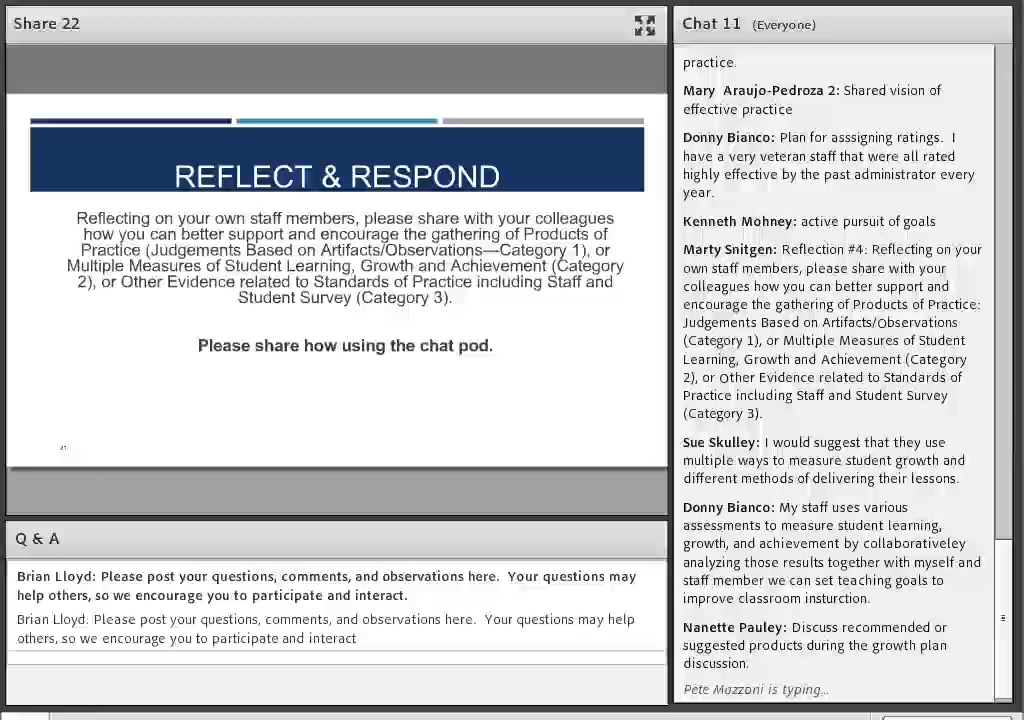 Share 22
REFLECT & RESPOND
Reflecting on your own staff members, please share with your colleagues
how you can better support and encourage the gathering of Products of
Practice (Judgements Based on Artifacts/Observations—Category 1), or
Multiple Measures of Student Learning, Growth and Achievement (Category
2), or Other Evidence related to Standards of Practice including Staff and
Student Survey (Category 3).
Please share how using the chat pod.
Q & A
Brian Lloyd: Please post your questions, comments, and observations here.  Your questions may
help others, so we encourage you to participate and interact.
Brian Lloyd: Please post your questions, comments, and observations here.  Your questions may help
others, so we encourage you to participate and interact
Chat 11 (Everyone)
practice.
Mary  Araujo-Pedroza 2: Shared vision of
effective practice
Donny Bianco: Plan for asssigning ratings.  I
have a very veteran staff that were all rated
highly effective by the past administrator every
year.
Kenneth Mohney: active pursuit of goals
Marty Snitgen: Reflection #4: Reflecting on your
own staff members, please share with your
colleagues how you can better support and
encourage the gathering of Products of Practice:
Judgements Based on Artifacts/Observations
(Category 1), or Multiple Measures of Student
Learning, Growth and Achievement (Category
2), or Other Evidence related to Standards of
Practice including Staff and Student Survey
(Category 3).
Sue Skulley: I would suggest that they use
multiple ways to measure student growth and
different methods of delivering their lessons.
Donny Bianco: My staff uses various
assessments to measure student learning,
growth, and achievement by collaborativeley
analyzing those results together with myself and
staff member we can set teaching goals to
improve classroom insturction.
Nanette Pauley: Discuss recommended or
suggested products during the growth plan
discussion.
Pete Mazzoni is typing...